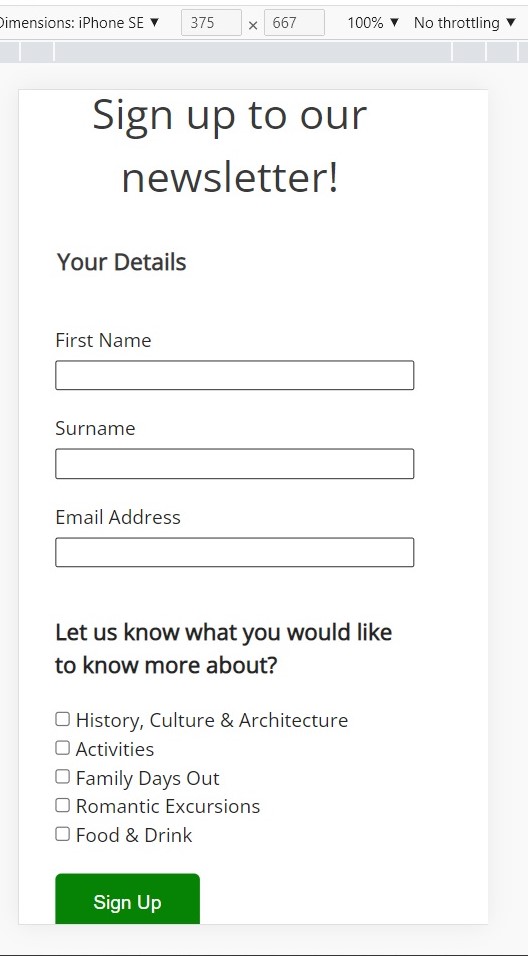 Dimensions: iPhone SE ▼ 375 × 667 100% ▼ No throttling ▼
Sign up to our
newsletter!
Your Details
First Name
Surname
Email Address
Let us know what you would like
to know more about?
History, Culture & Architecture
Activities
Family Days Out
Romantic Excursions
Food & Drink
Sign Up